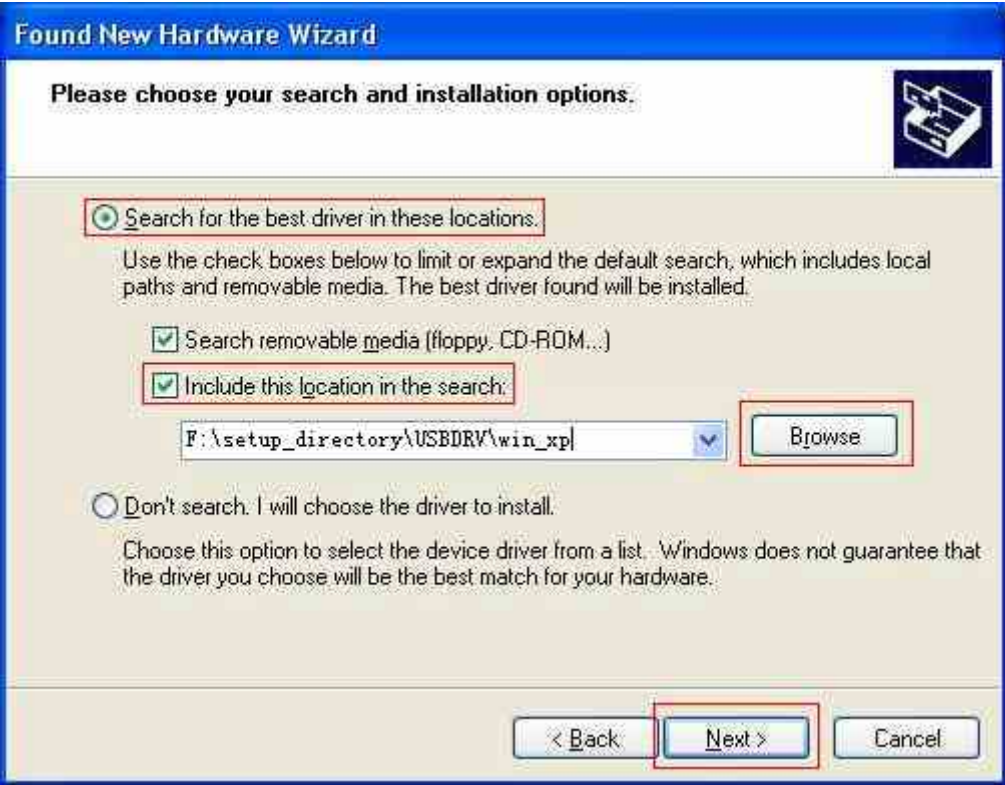 Found New Hardware Wizard
Please choose your search and installation options.
Search for the best driver in these locations.
Use the check boxes below to limit or expand the default search, which includes local
paths and removable media. The best driver found will be installed.
Search removable media (floppy, CD-ROM...)
Include this location in the search:
F:\setup_directory\USBDRV\win_xp
Browse
Don't search. I will choose the driver to install.
Choose this option to select the device driver from a list. Windows does not guarantee that
the driver you choose will be the best match for your hardware.
< Back
Next >
Cancel